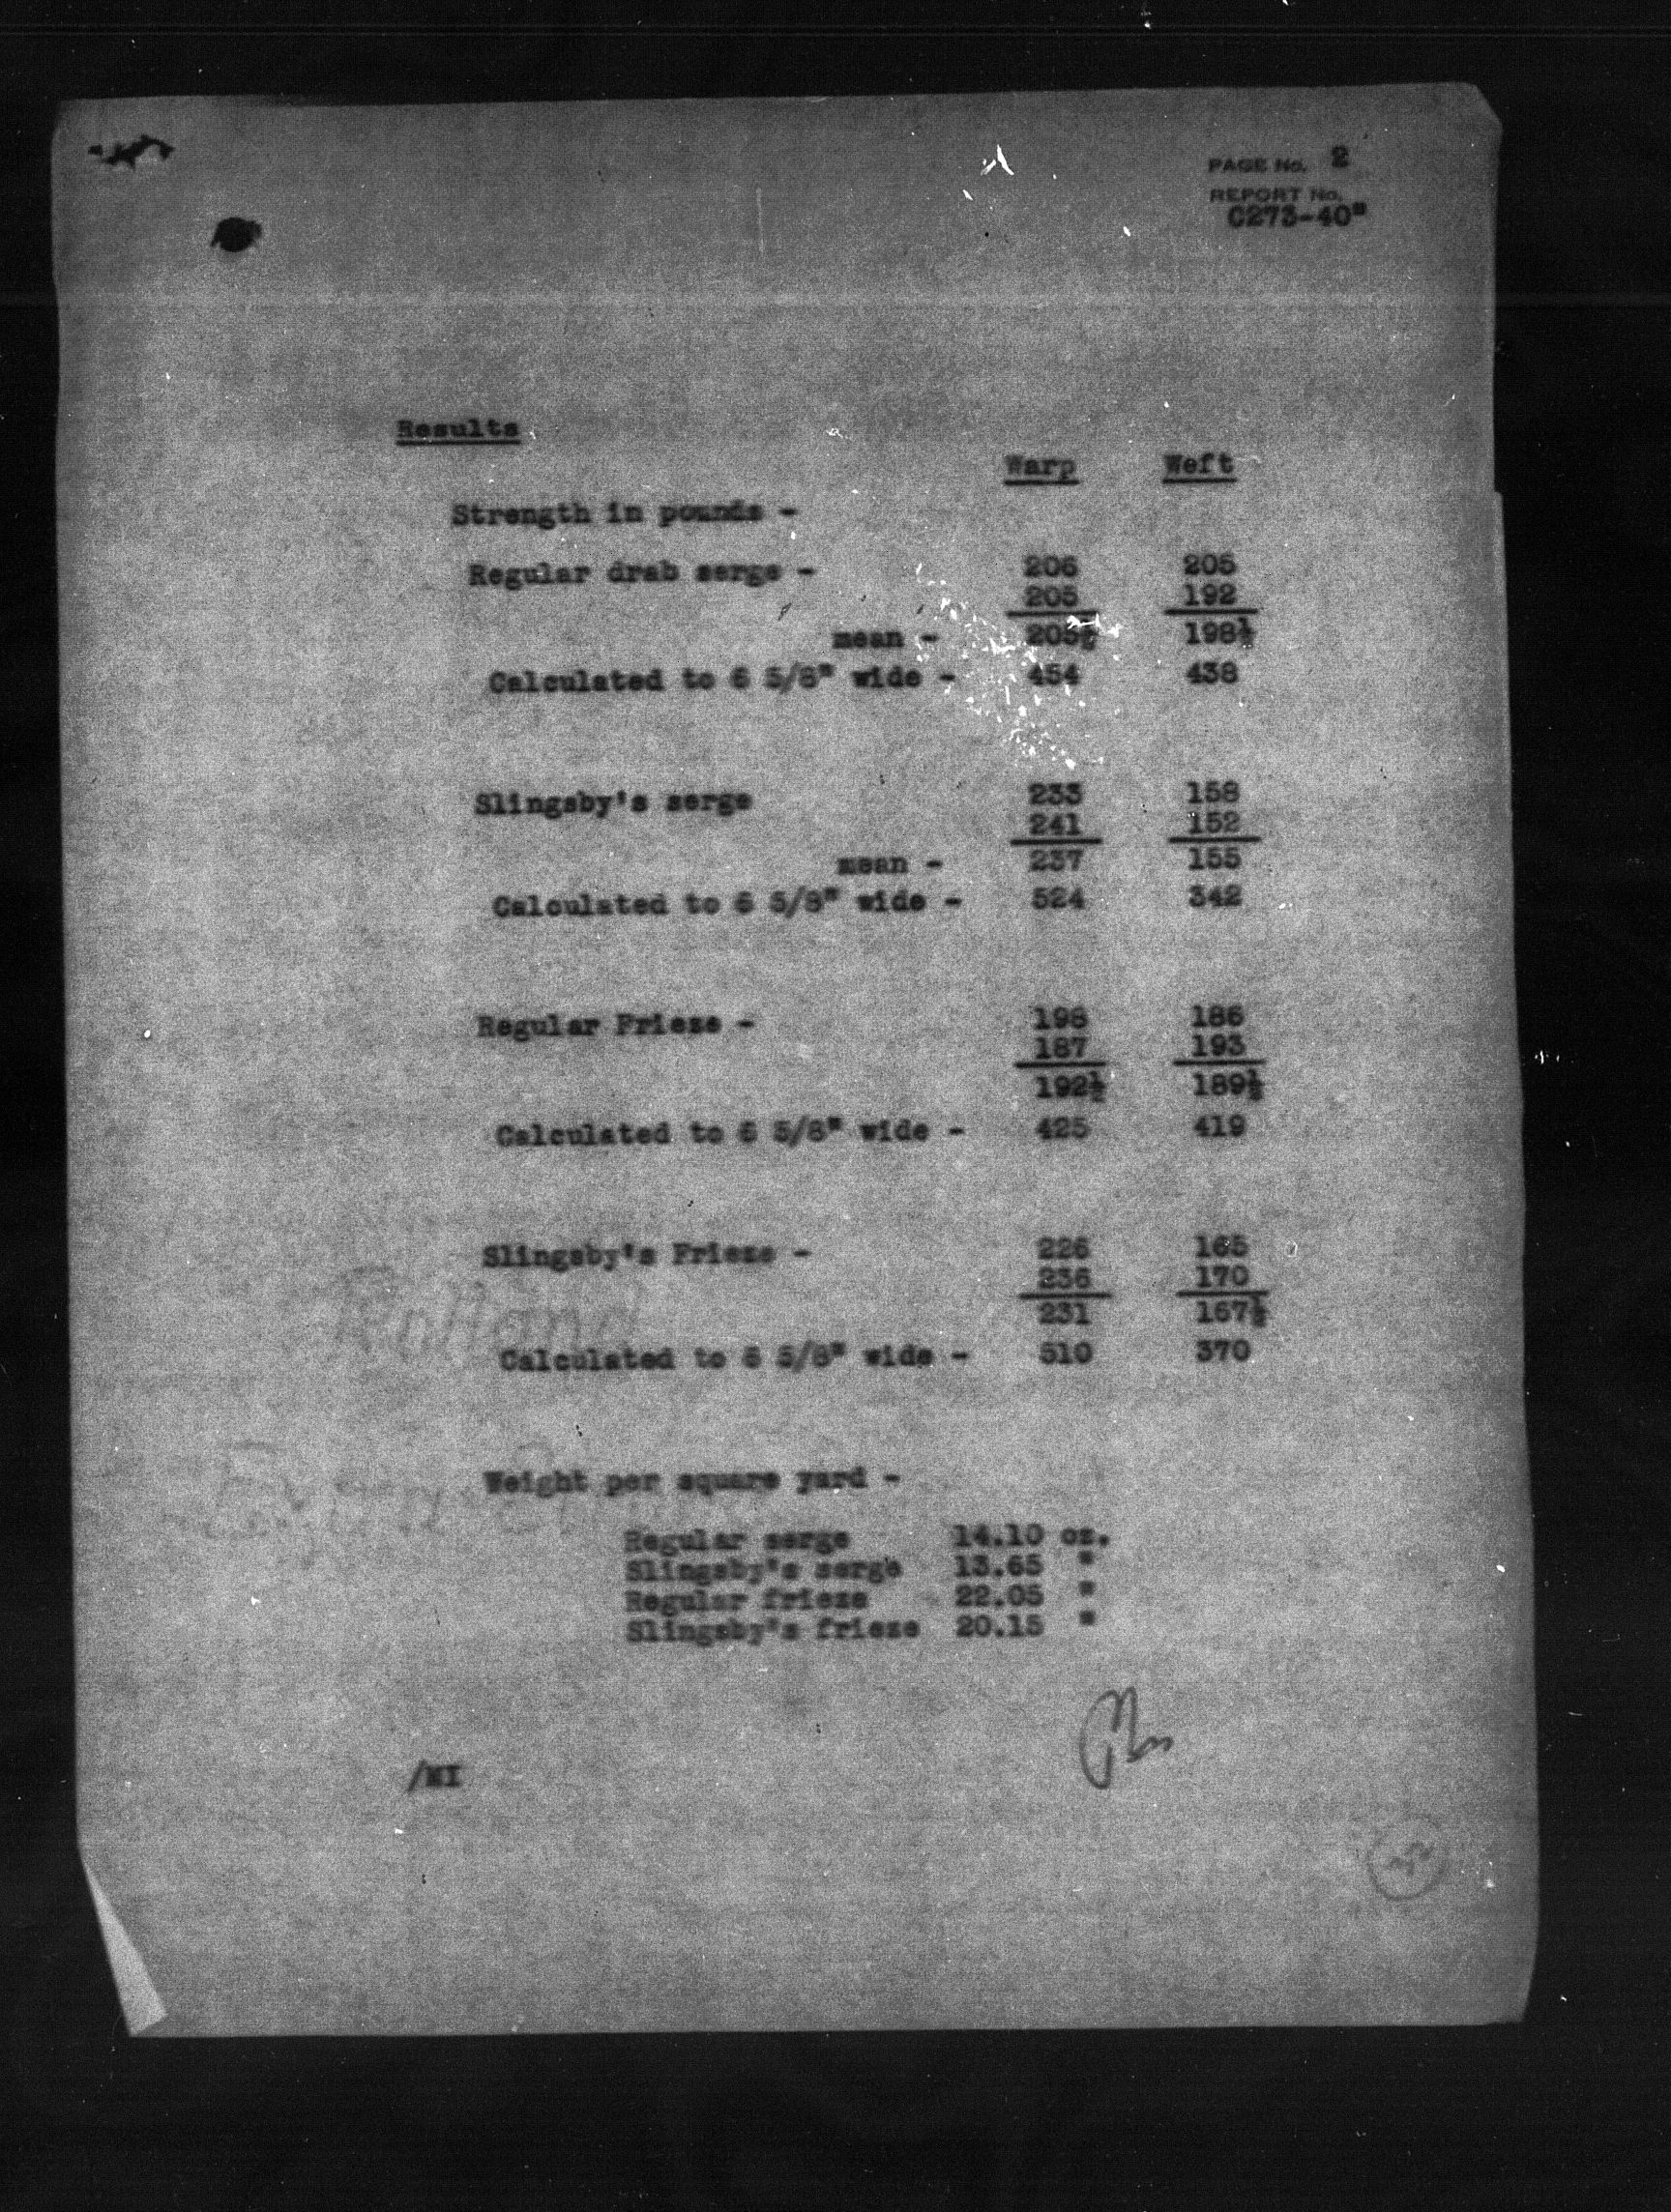 PAGE No. 2
REPORT No.
C273-40"
Results
Warp Weft
Strength in pounds -
Regular drab serge - 206 205
205 192
mean - 205½ 198½
Calculated to 6 5/8" wide - 454 438
Slingsby's serge 233 158
241 152
mean - 237 155
Calculated to 6 5/8" wide - 524 342
Regular Frieze - 198 186
187 193
192½ 189½
Calculated to 6 5/8" wide - 425 419
Slingsby's Frieze - 226 165
236 170
231 167½
Calculated to 6 5/8" wide - 510 370
Weight per square yard -
Regular serge 14.10 oz.
Slingsby's serge 13.65 "
Regular frieze 22.05 "
Slingsby's frieze 20.15 "
/MI